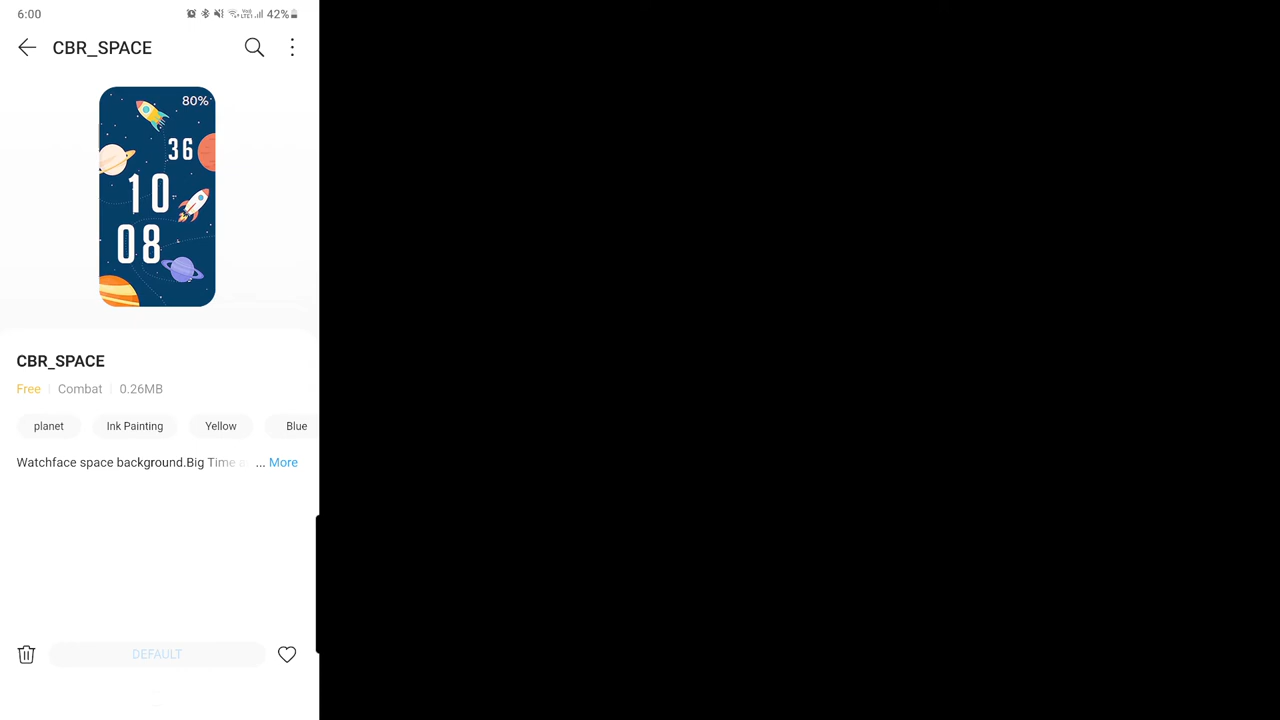 6:00 42%
CBR_SPACE
80%
36
10
08
CBR_SPACE
Free Combat 0.26MB
planet Ink Painting Yellow Blue
Watchface space background.Big Time ... More
DEFAULT